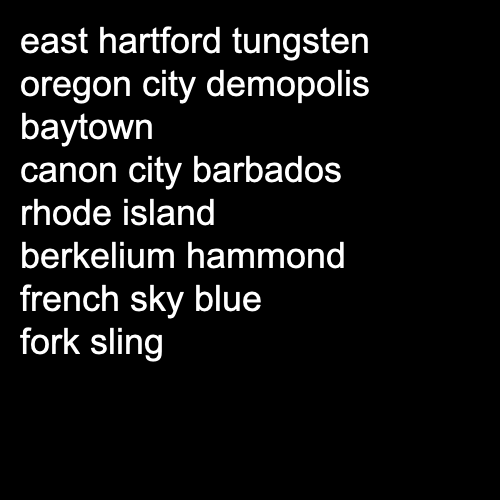 east hartford tungsten
oregon city demopolis
baytown
canon city barbados
rhode island
berkelium hammond
french sky blue
fork sling